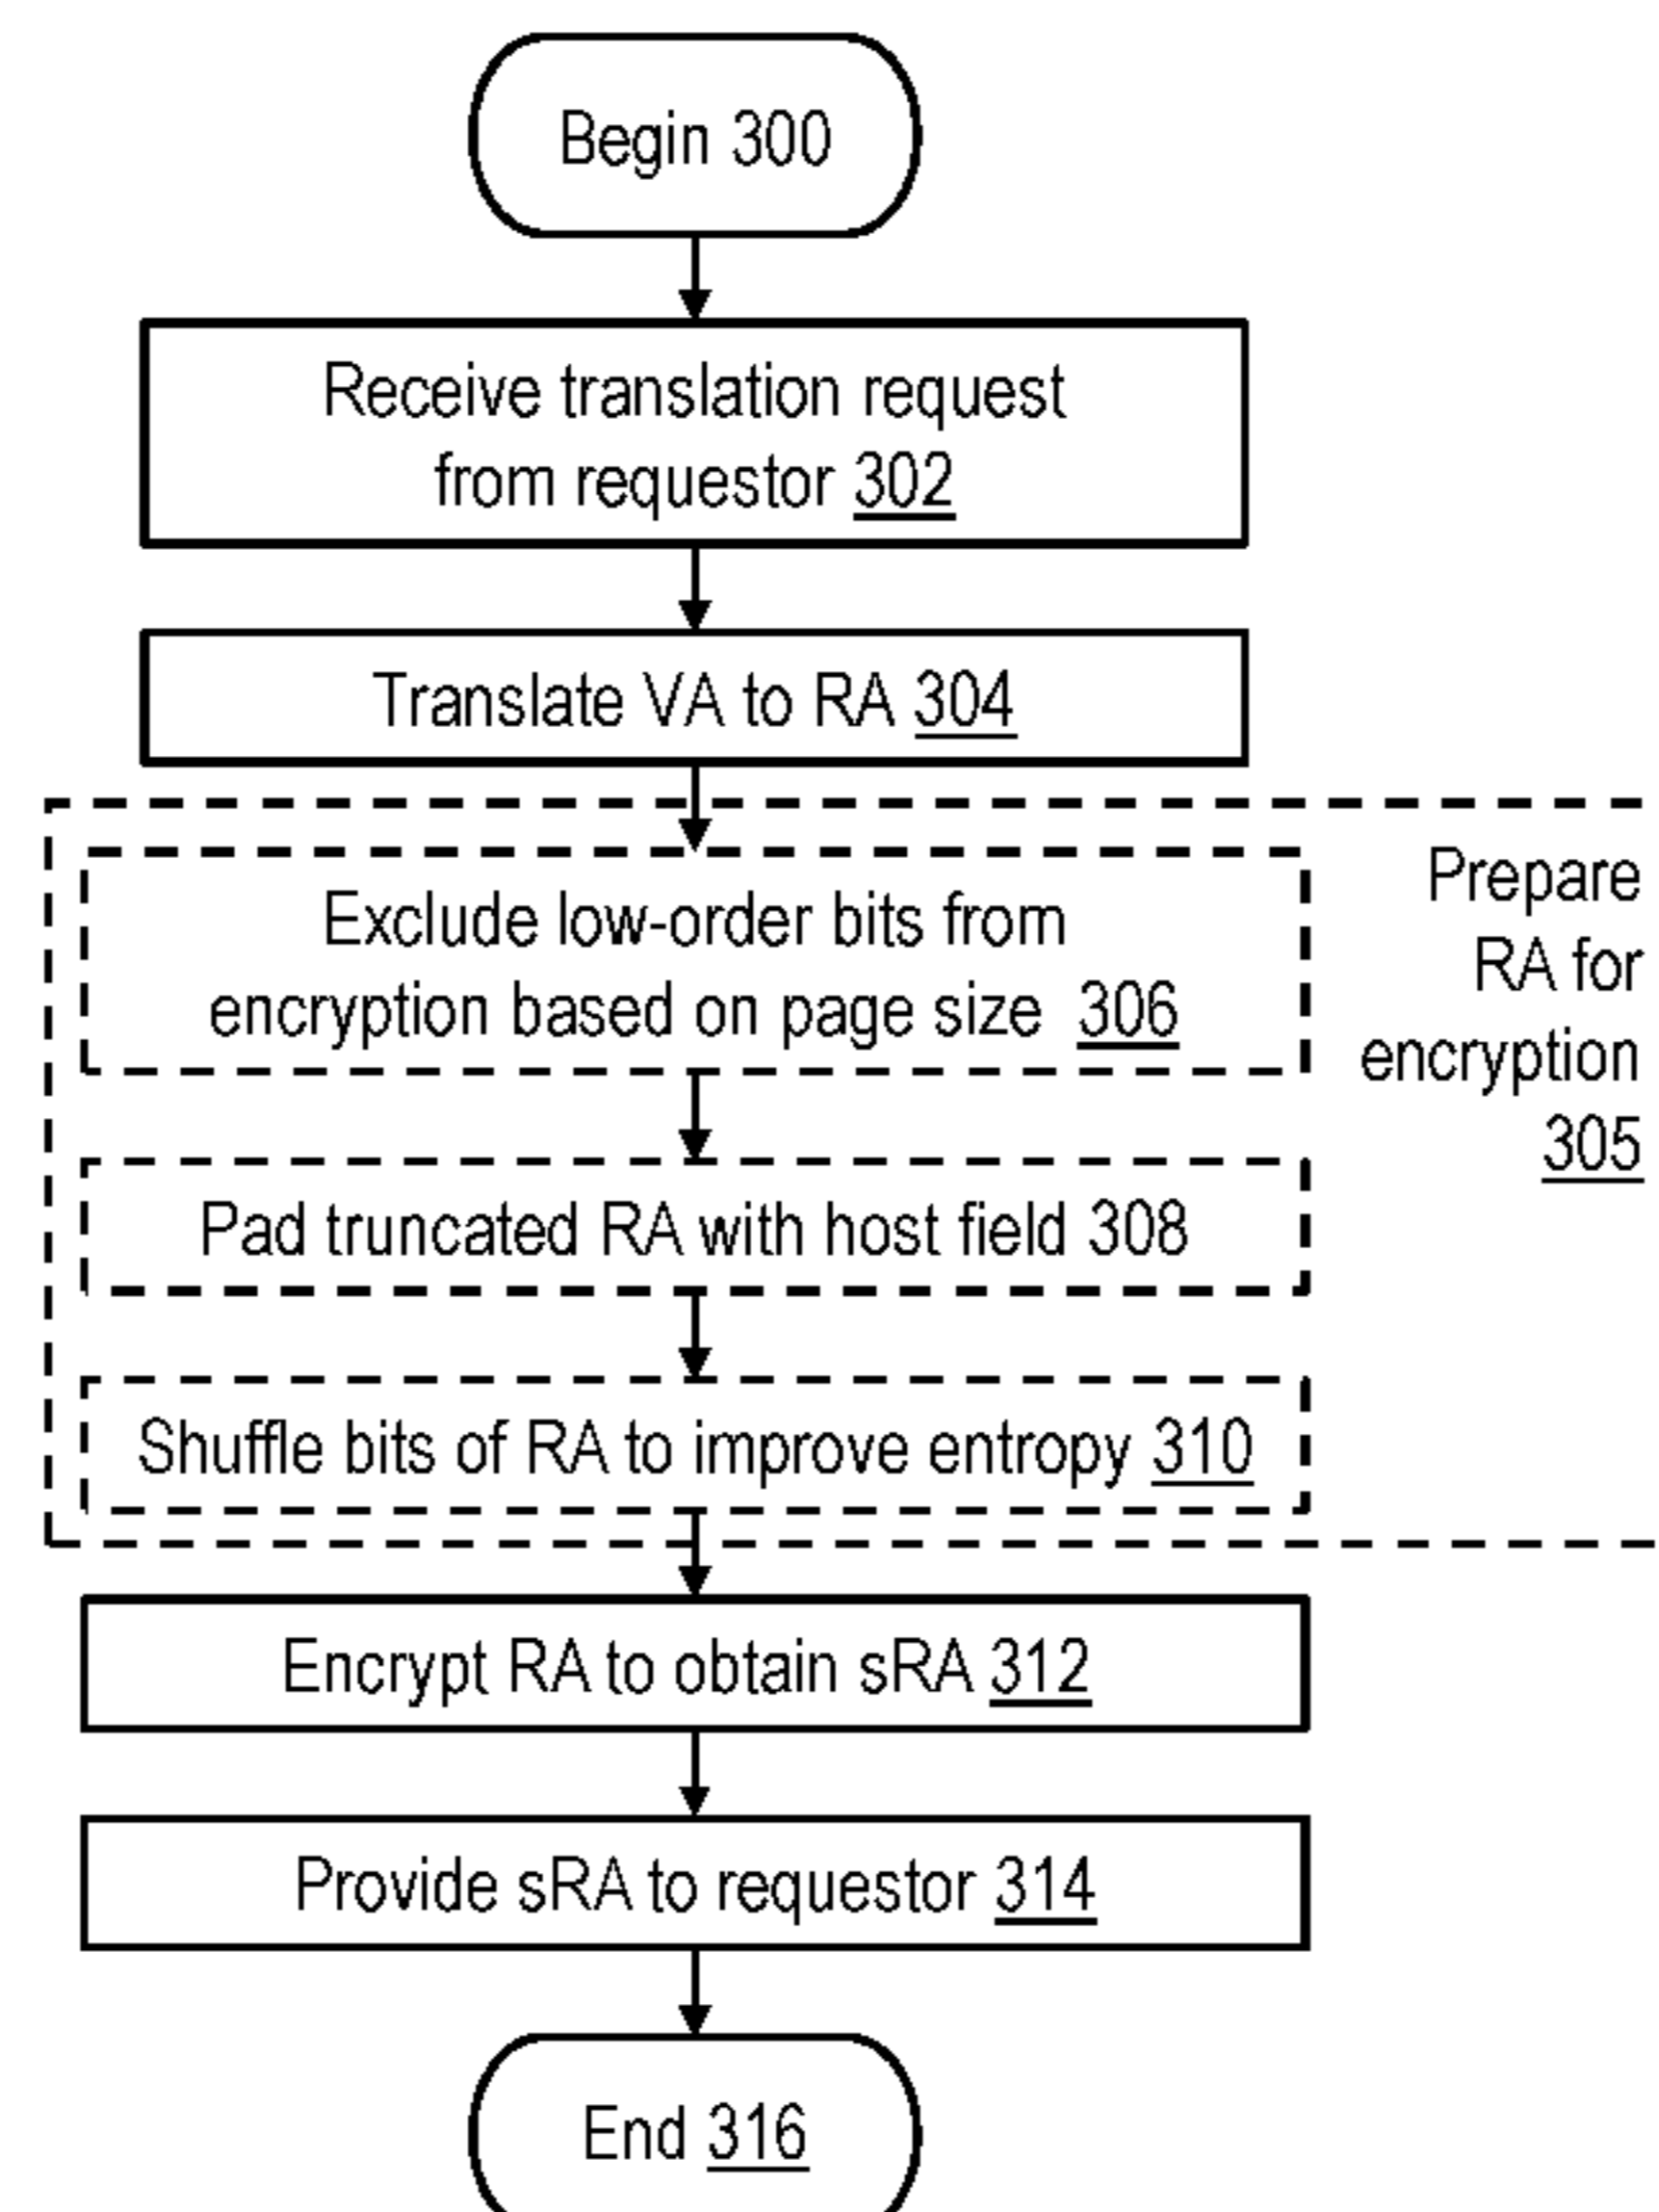 Begin 300
Receive translation request
from requestor 302
Translate VA to RA 304
Prepare
RA for
encryption
305
Exclude low-order bits from
encryption based on page size 306
Pad truncated RA with host field 308
Shuffle bits of RA to improve entropy 310
Encrypt RA to obtain sRA 312
Provide sRA to requestor 314
End 316